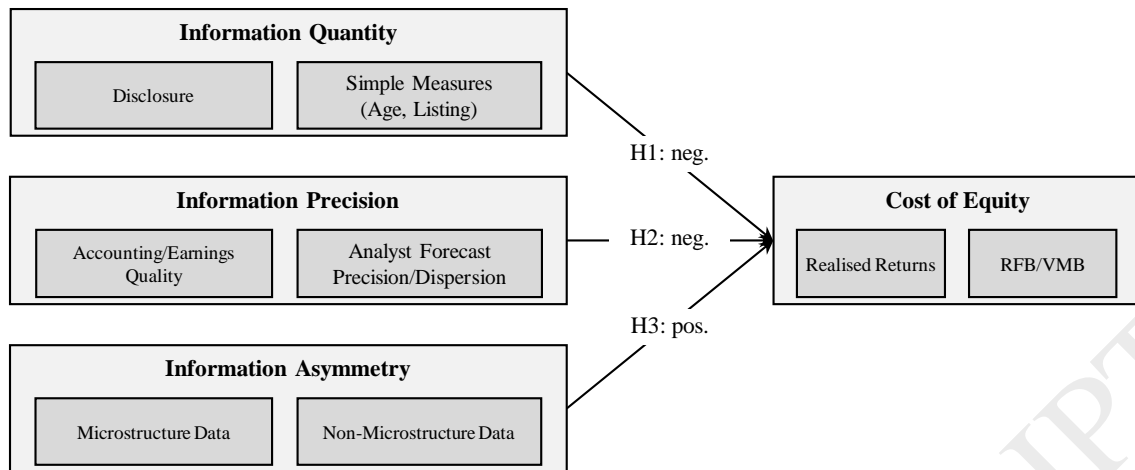 Information Quantity
Disclosure
Simple Measures
(Age, Listing)
H1: neg.
Information Precision
Accounting/Earnings
Quality
Analyst Forecast
Precision/Dispersion
H2: neg.
Cost of Equity
Realised Returns
RFB/VMB
H3: pos.
Information Asymmetry
Microstructure Data
Non-Microstructure Data
IPT